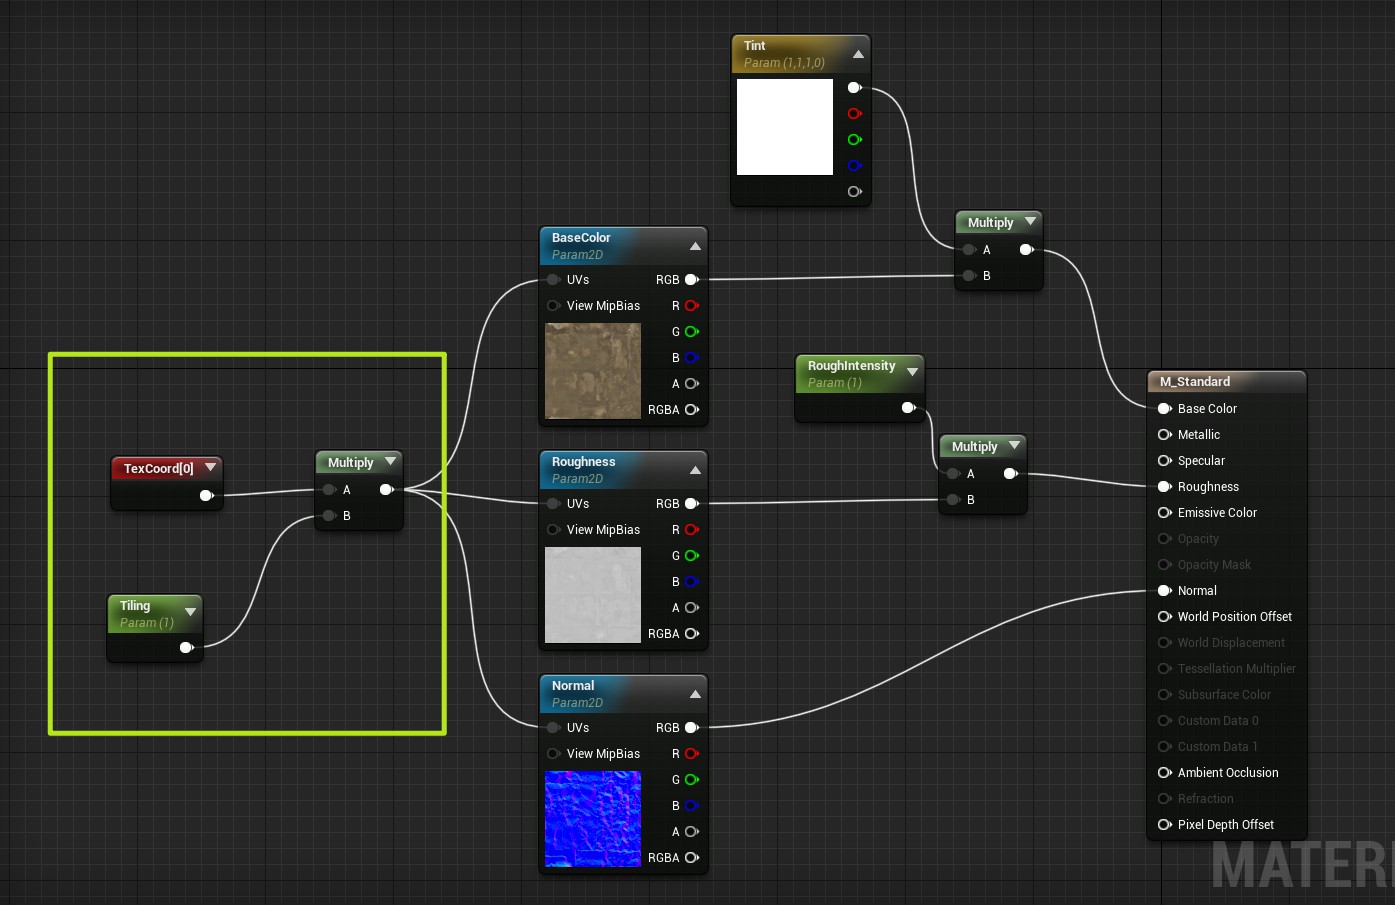 Tint
Param (1,1,1,0)
Multiply
A
B
BaseColor
Param2D
UVs
RGB
View MipBias
R
G
B
A
RGBA
RoughIntensity
Param (1)
Multiply
A
B
M_Standard
Base Color
Metallic
Specular
Roughness
Emissive Color
Opacity
Opacity Mask
Normal
World Position Offset
World Displacement
Tessellation Multiplier
Subsurface Color
Custom Data 0
Custom Data 1
Ambient Occlusion
Refraction
Pixel Depth Offset
TexCoord[0]
Multiply
A
B
Tiling
Param (1)
Roughness
Param2D
UVs
RGB
View MipBias
R
G
B
A
RGBA
Normal
Param2D
UVs
RGB
View MipBias
R
G
B
A
RGBA